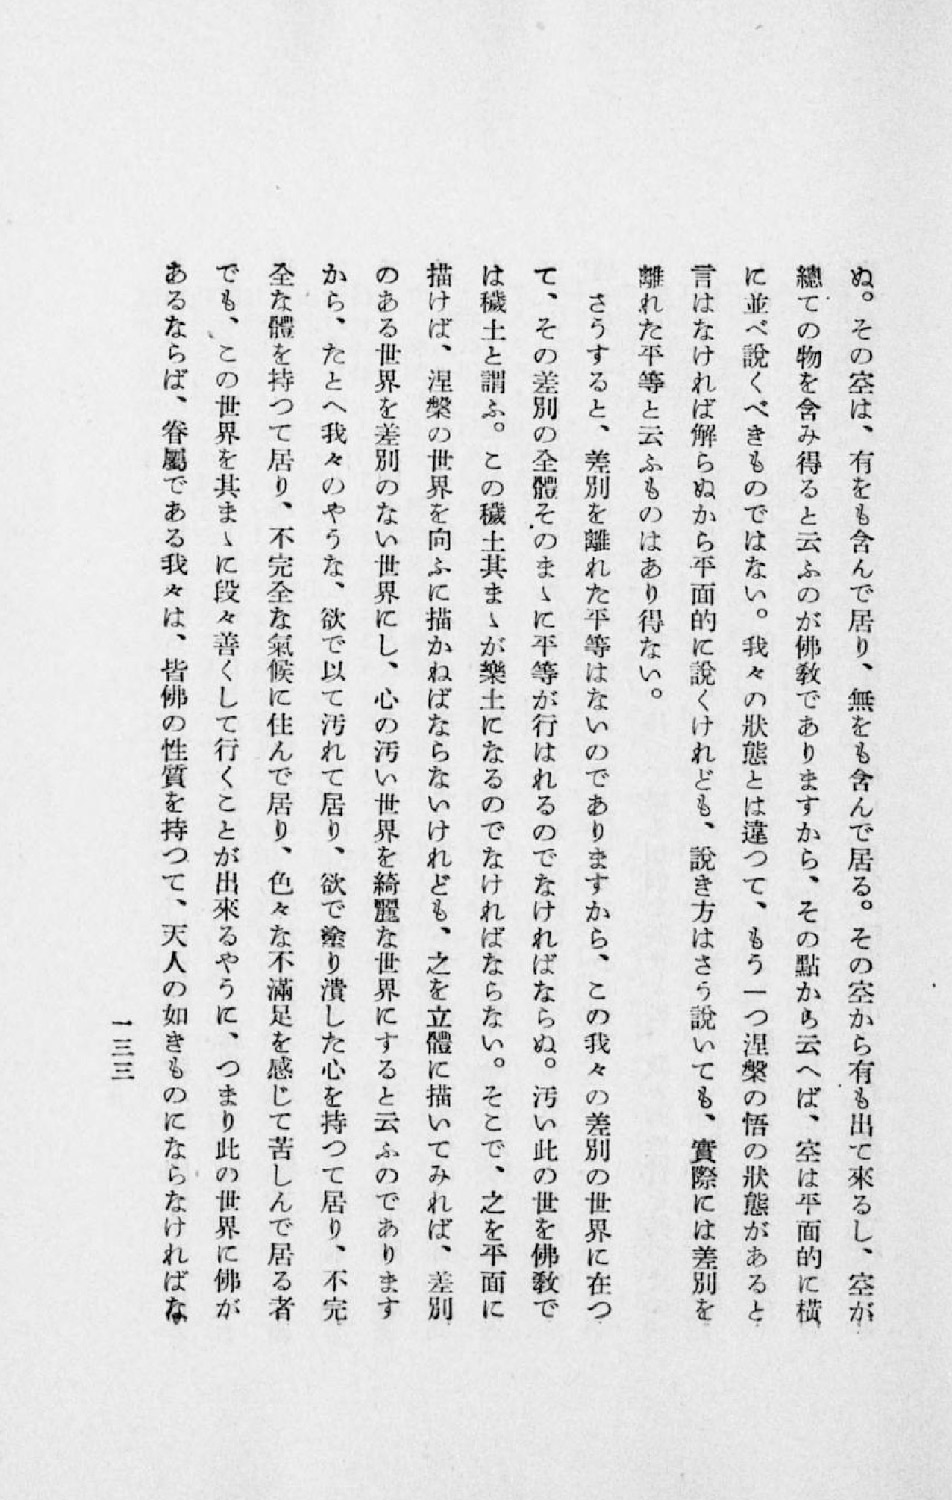 ぬ。その空は、有をも含んで居り、無をも含んで居る。その空から有も出て來るし、空が
總ての物を含み得ると云ふのが佛敎でありますから、その點から云へば、空は平面的に橫
に並べ說くべきものではない。我々の狀態とは違つて、もう一つ涅槃の悟の狀態があると
言はなければ解らぬから平面的に說くけれども、說き方はさう說いても、實際には差別を
離れた平等と云ふものはあり得ない。
さうすると、差別を離れた平等はないのでありますから、この我々の差別の世界に在つ
て、その差別の全體そのまゝに平等が行はれるのでなければならぬ。汚い此の世を佛敎で
は穢土と謂ふ。この穢土其まゝが樂土になるのでなければならない。そこで、之を平面に
描けば、涅槃の世界を向ふに描かねばならないけれども、之を立體に描いてみれば、差別
のある世界を差別のない世界にし、心の汚い世界を綺麗な世界にすると云ふのであります
から、たとへ我々のやうな、欲で以て汚れて居り、欲で塗り潰した心を持つて居り、不完
全な體を持つて居り、不完全な氣候に住んで居り、色々な不滿足を感じて苦しんで居る者
でも、この世界を其まゝに段々善くして行くことが出來るやうに、つまり此の世界に佛が
あるならば、眷屬である我々は、皆佛の性質を持つて、天人の如きものにならなければな
一三三